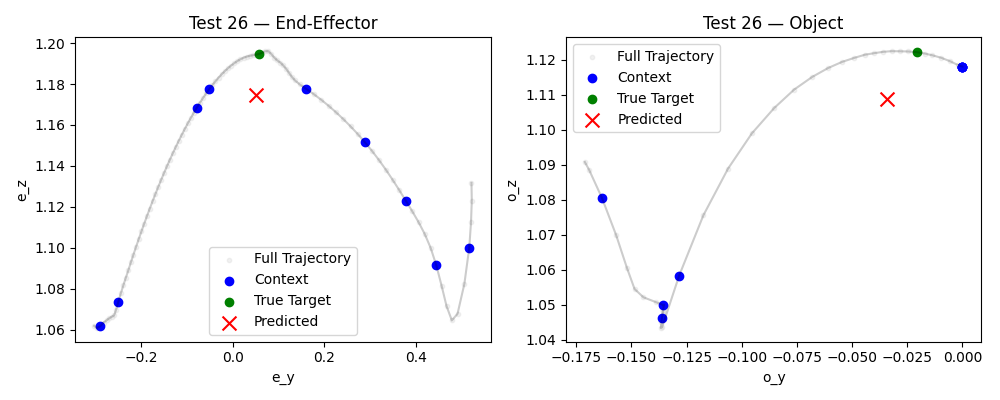 Test 26 — End-Effector
1.20
1.18
1.16
1.14
1.12
1.10
1.08
1.06
e_z
Full Trajectory
Context
True Target
Predicted
−0.2
0.0
0.2
0.4
e_y
Test 26 — Object
1.12
1.11
1.10
1.09
1.08
1.07
1.06
1.05
1.04
o_z
Full Trajectory
Context
True Target
Predicted
−0.175
−0.150
−0.125
−0.100
−0.075
−0.050
−0.025
0.000
o_y